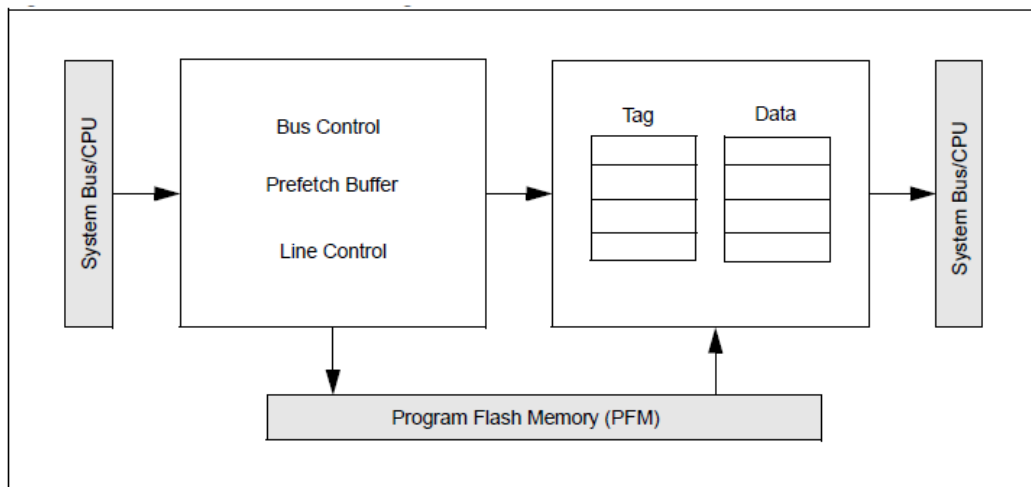 System Bus/CPU
Bus Control
Prefetch Buffer
Line Control
Tag
Data
System Bus/CPU
Program Flash Memory (PFM)